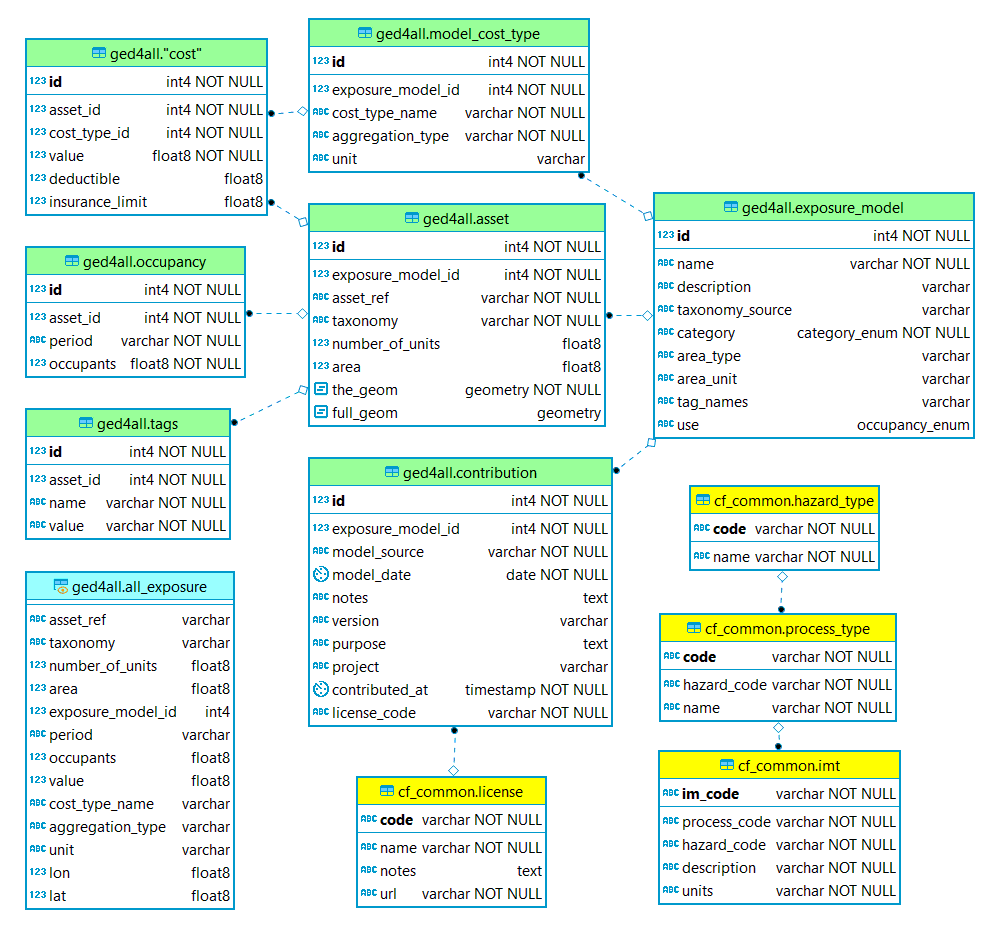 ged4all."cost"
123 id int4 NOT NULL
123 asset_id int4 NOT NULL
123 cost_type_id int4 NOT NULL
123 value float8 NOT NULL
123 deductible float8
123 insurance_limit float8
ged4all.model_cost_type
123 id int4 NOT NULL
123 exposure_model_id int4 NOT NULL
ABC cost_type_name varchar NOT NULL
ABC aggregation_type varchar NOT NULL
ABC unit varchar
ged4all.asset
123 id int4 NOT NULL
123 exposure_model_id int4 NOT NULL
ABC asset_ref varchar NOT NULL
ABC taxonomy varchar NOT NULL
123 number_of_units float8
123 area float8
the_geom geometry NOT NULL
full_geom geometry
ged4all.exposure_model
123 id int4 NOT NULL
ABC name varchar NOT NULL
ABC description varchar
ABC taxonomy_source varchar
ABC category category_enum NOT NULL
ABC area_type varchar
ABC area_unit varchar
ABC tag_names varchar
ABC use occupancy_enum
ged4all.occupancy
123 id int4 NOT NULL
123 asset_id int4 NOT NULL
ABC period varchar NOT NULL
123 occupants float8 NOT NULL
ged4all.tags
123 id int4 NOT NULL
123 asset_id int4 NOT NULL
ABC name varchar NOT NULL
ABC value varchar NOT NULL
ged4all.contribution
123 id int4 NOT NULL
123 exposure_model_id int4 NOT NULL
ABC model_source varchar NOT NULL
model_date date NOT NULL
ABC notes text
ABC version varchar
ABC purpose text
ABC project varchar
contributed_at timestamp NOT NULL
ABC license_code varchar NOT NULL
cf_common.hazard_type
ABC code varchar NOT NULL
ABC name varchar NOT NULL
ged4all.all_exposure
ABC asset_ref varchar
ABC taxonomy varchar
123 number_of_units float8
123 area float8
123 exposure_model_id int4
ABC period varchar
123 occupants float8
123 value float8
ABC cost_type_name varchar
ABC aggregation_type varchar
ABC unit varchar
123 lon float8
123 lat float8
cf_common.process_type
ABC code varchar NOT NULL
ABC hazard_code varchar NOT NULL
ABC name varchar NOT NULL
cf_common.license
ABC code varchar NOT NULL
ABC name varchar NOT NULL
ABC notes text
ABC url varchar NOT NULL
cf_common.imt
ABC im_code varchar NOT NULL
ABC process_code varchar NOT NULL
ABC hazard_code varchar NOT NULL
ABC description varchar NOT NULL
ABC units varchar NOT NULL